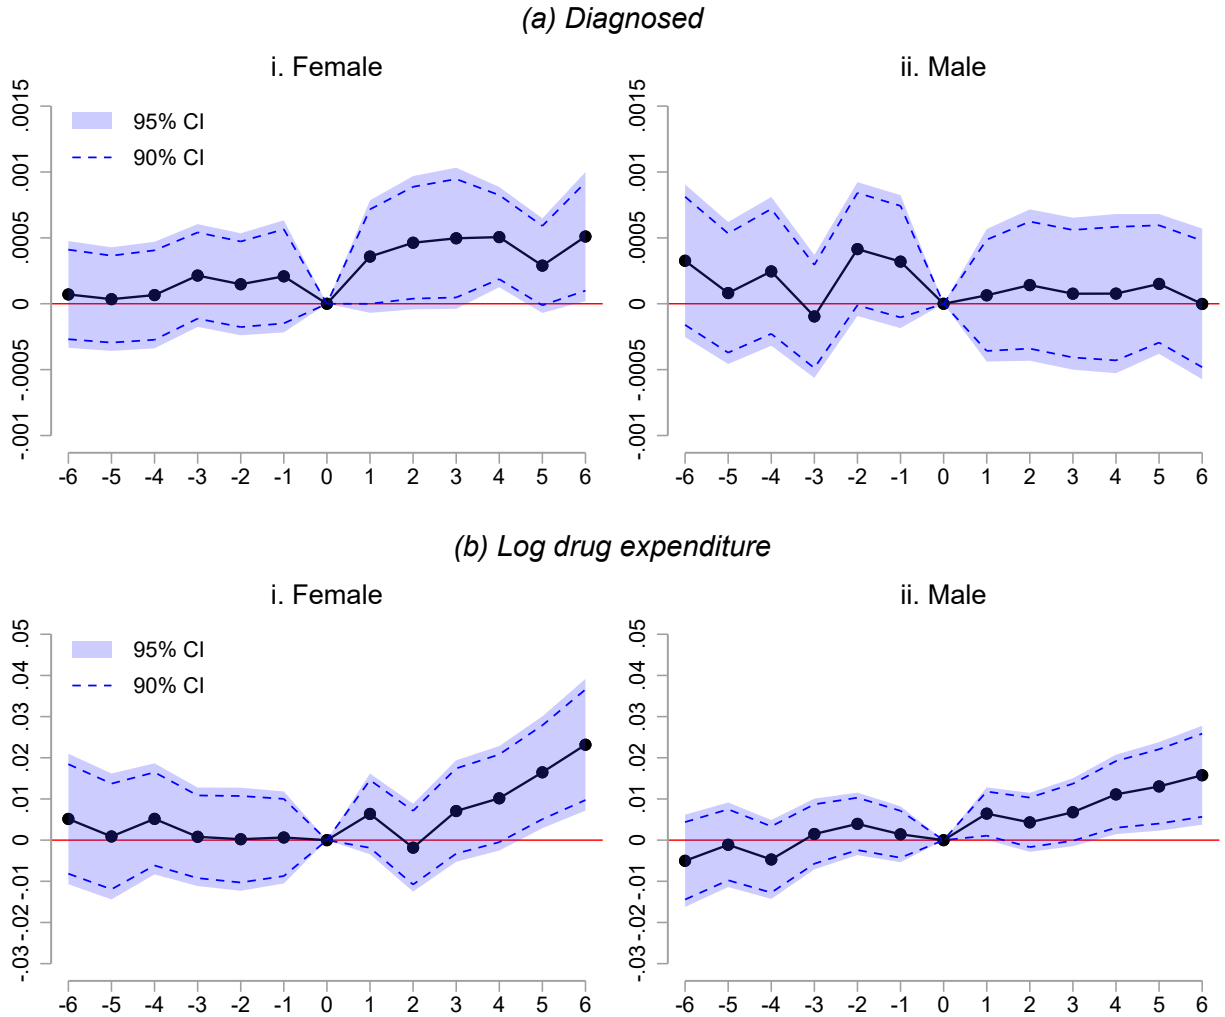 (a) Diagnosed
i. Female
ii. Male
95% CI
90% CI
.0015
.001
.0005
0
-.0005
-.001
-6 -5 -4 -3 -2 -1 0 1 2 3 4 5 6
.0015
.001
.0005
0
-.0005
-.001
-6 -5 -4 -3 -2 -1 0 1 2 3 4 5 6
(b) Log drug expenditure
i. Female
ii. Male
95% CI
90% CI
.05
.04
.03
.02
.01
0
-.01
-.02
-.03
-6 -5 -4 -3 -2 -1 0 1 2 3 4 5 6
.05
.04
.03
.02
.01
0
-.01
-.02
-.03
-6 -5 -4 -3 -2 -1 0 1 2 3 4 5 6